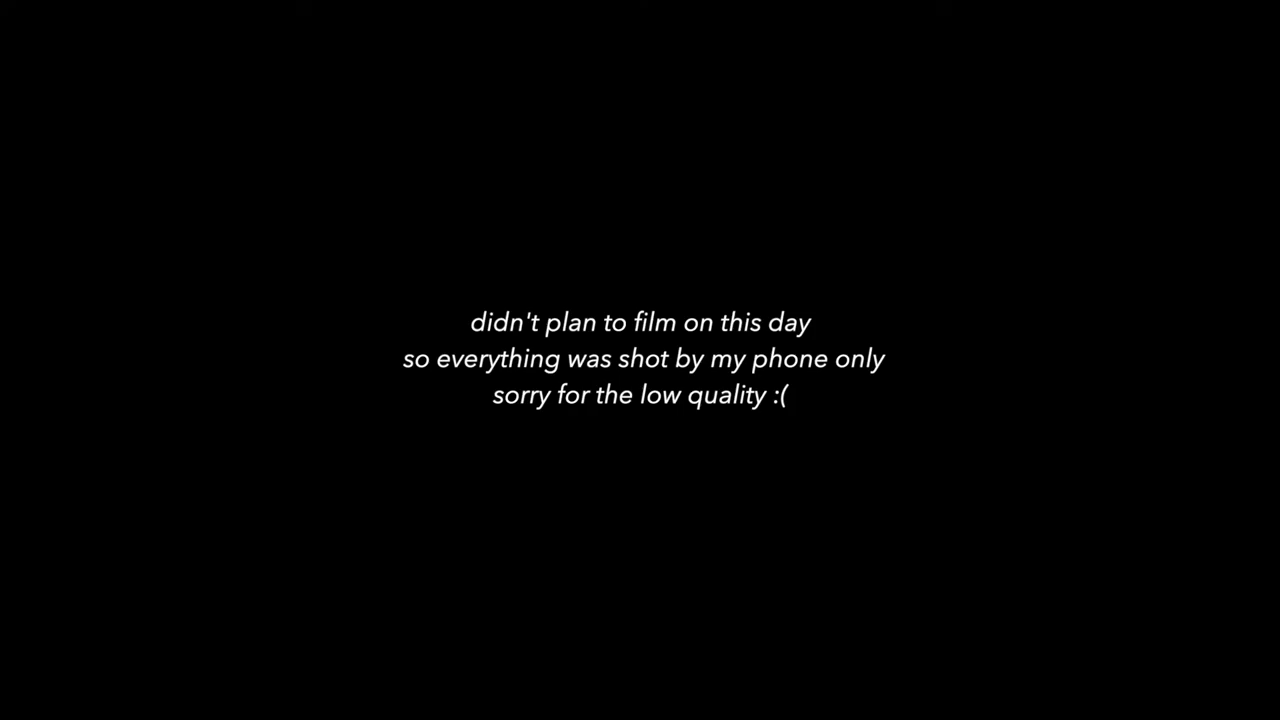 didn't plan to film on this day
so everything was shot by my phone only
sorry for the low quality :(